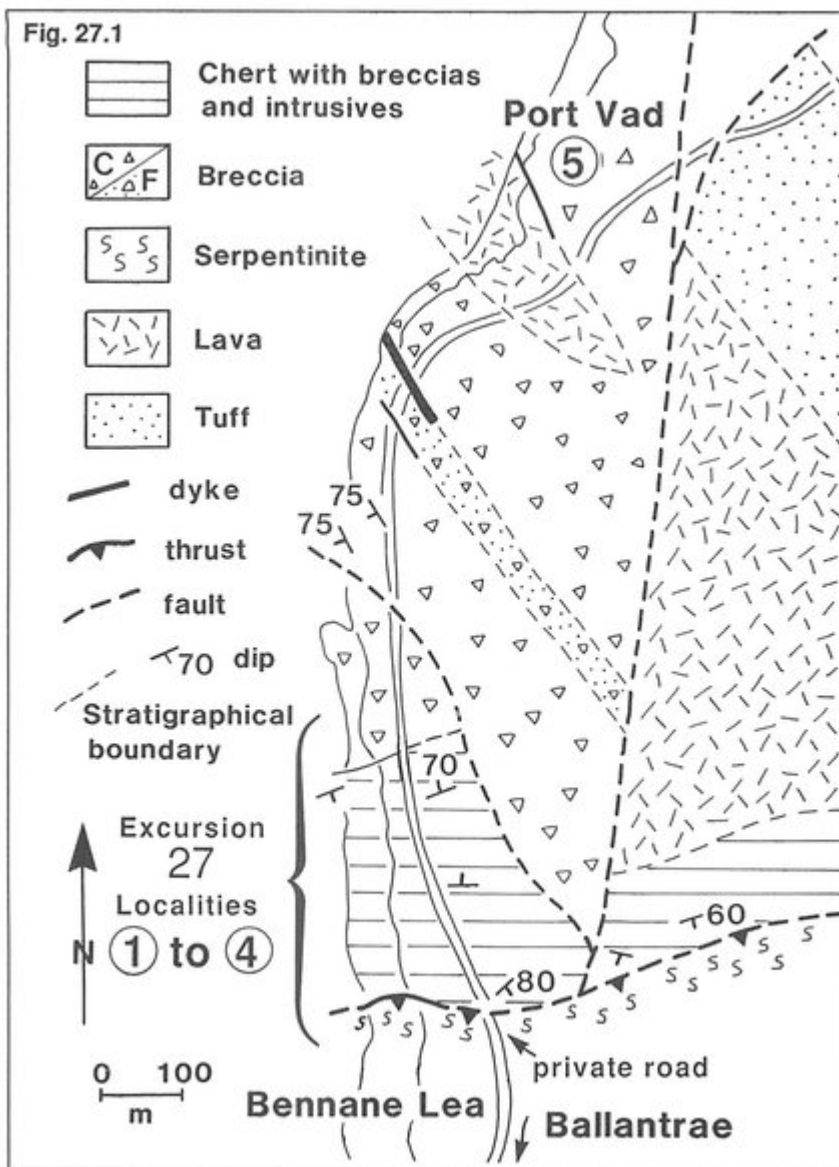 Fig. 27.1
Chert with breccias
and intrusives
C
F
Breccia
S S S S
Serpentinite
Lava
Tuff
dyke
thrust
fault
70 dip
Stratigraphical
boundary
Excursion
27
Localities
1 to 4
N
0 100
m
Port Vad
5
75
75
70
60
80
private road
Bennane Lea
Ballantrae